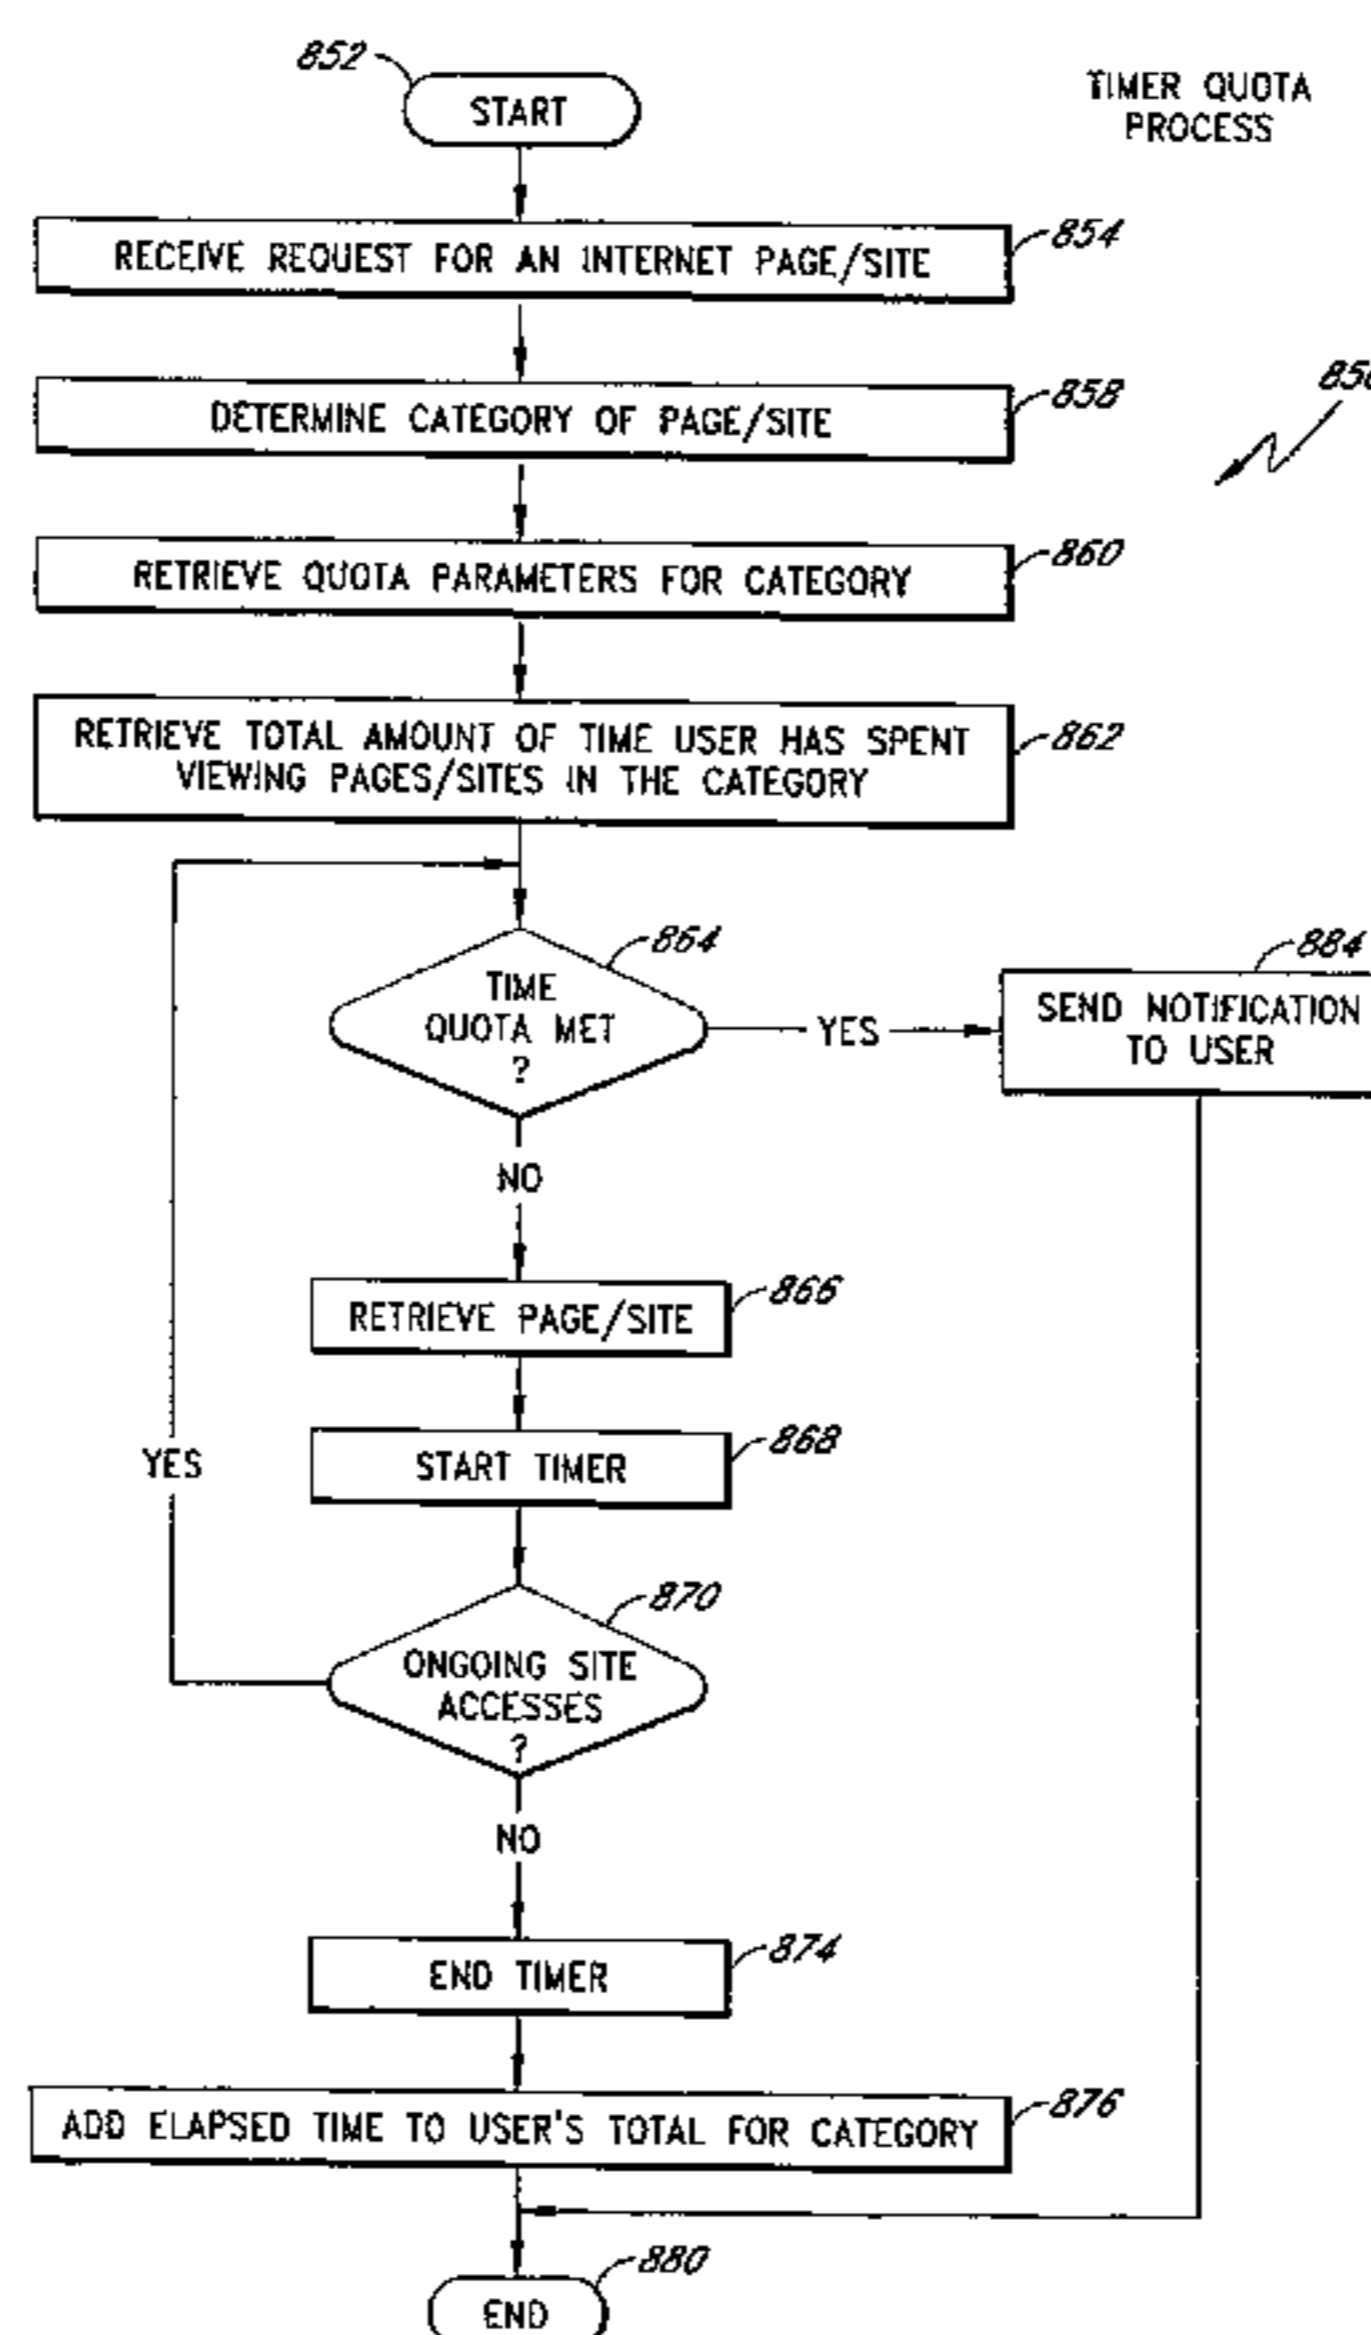 852
START
TIMER QUOTA
PROCESS
RECEIVE REQUEST FOR AN INTERNET PAGE/SITE
854
DETERMINE CATEGORY OF PAGE/SITE
858
RETRIEVE QUOTA PARAMETERS FOR CATEGORY
860
RETRIEVE TOTAL AMOUNT OF TIME USER HAS SPENT
VIEWING PAGES/SITES IN THE CATEGORY
862
TIME
QUOTA MET
?
864
YES
SEND NOTIFICATION
TO USER
884
NO
RETRIEVE PAGE/SITE
866
START TIMER
868
YES
ONGOING SITE
ACCESSES
?
870
NO
END TIMER
874
ADD ELAPSED TIME TO USER'S TOTAL FOR CATEGORY
876
880
END